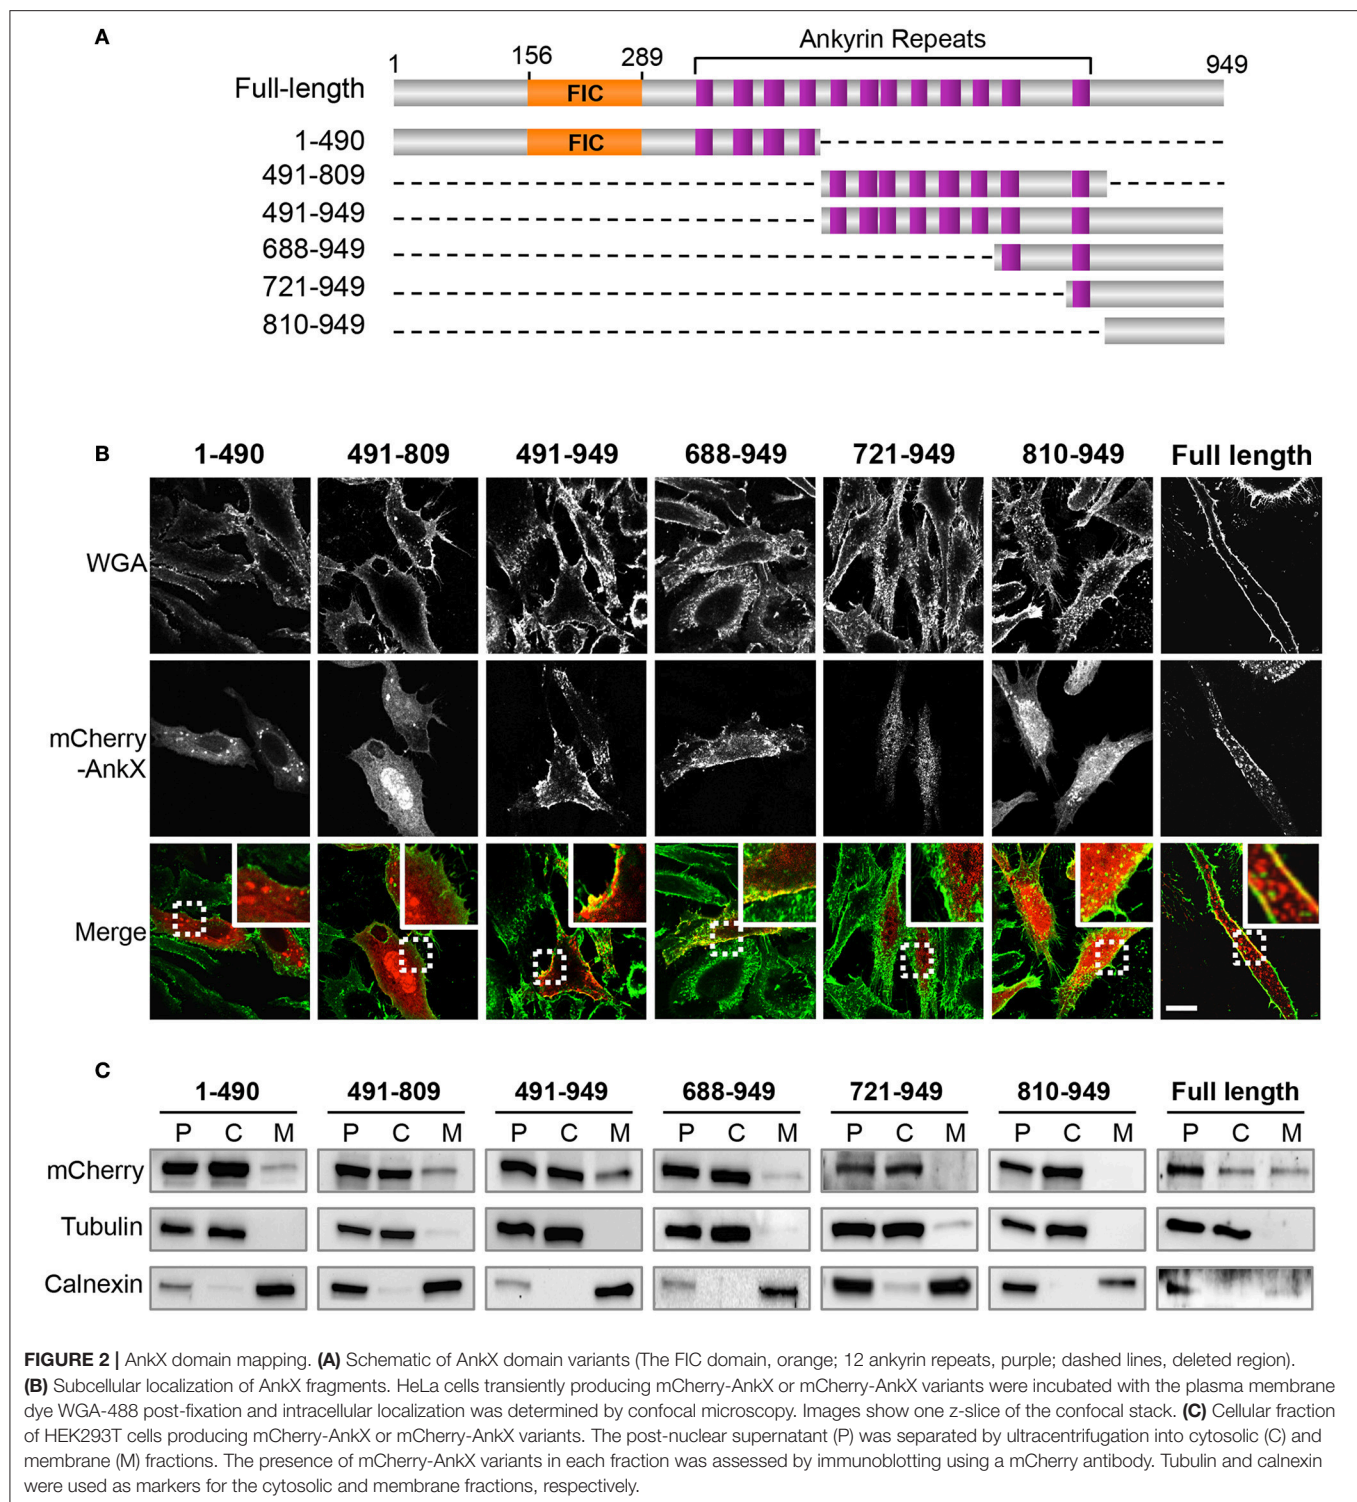 A
Ankyrin Repeats
1 156 289 949
Full-length FIC
1-490 FIC
491-809
491-949
688-949
721-949
810-949
B
1-490 491-809 491-949 688-949 721-949 810-949 Full length
WGA
mCherry
-AnkX
Merge
C
1-490 491-809 491-949 688-949 721-949 810-949 Full length
P C M P C M P C M P C M P C M P C M P C M
mCherry
Tubulin
Calnexin
FIGURE 2 | AnkX domain mapping. (A) Schematic of AnkX domain variants (The FIC domain, orange; 12 ankyrin repeats, purple; dashed lines, deleted region).
(B) Subcellular localization of AnkX fragments. HeLa cells transiently producing mCherry-AnkX or mCherry-AnkX variants were incubated with the plasma membrane
dye WGA-488 post-fixation and intracellular localization was determined by confocal microscopy. Images show one z-slice of the confocal stack. (C) Cellular fraction
of HEK293T cells producing mCherry-AnkX or mCherry-AnkX variants. The post-nuclear supernatant (P) was separated by ultracentrifugation into cytosolic (C) and
membrane (M) fractions. The presence of mCherry-AnkX variants in each fraction was assessed by immunoblotting using a mCherry antibody. Tubulin and calnexin
were used as markers for the cytosolic and membrane fractions, respectively.